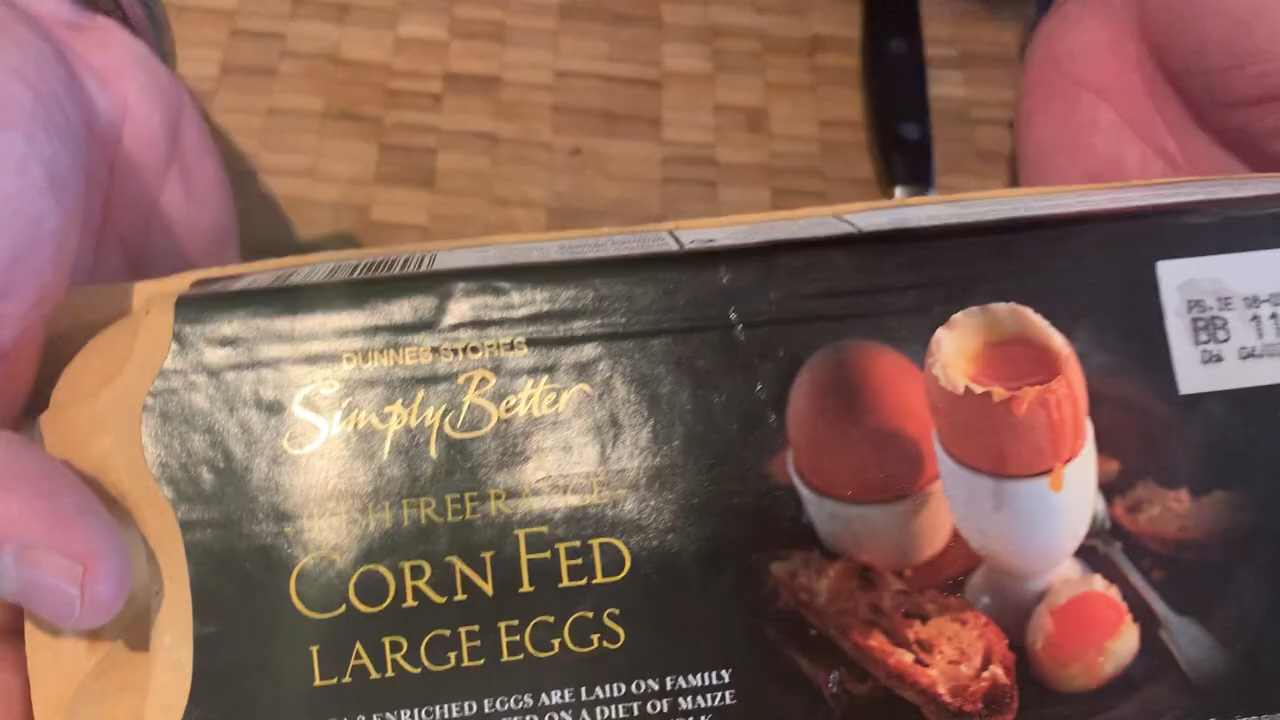 DUNNES STORES
Simply Better
IRISH FREE RANGE
CORN FED
LARGE EGGS
ENRICHED EGGS ARE LAID ON FAMILY
ON A DIET OF MAIZE
BB 11